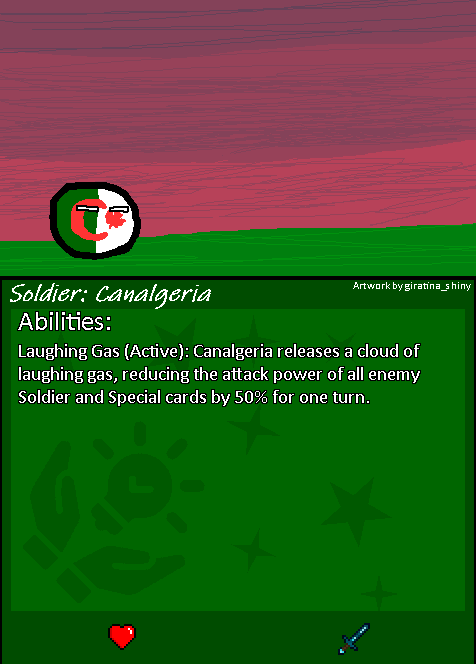 Soldier: Canalgeria
Artwork by giratina_shiny
Abilities:
Laughing Gas (Active): Canalgeria releases a cloud of
laughing gas, reducing the attack power of all enemy
Soldier and Special cards by 50% for one turn.